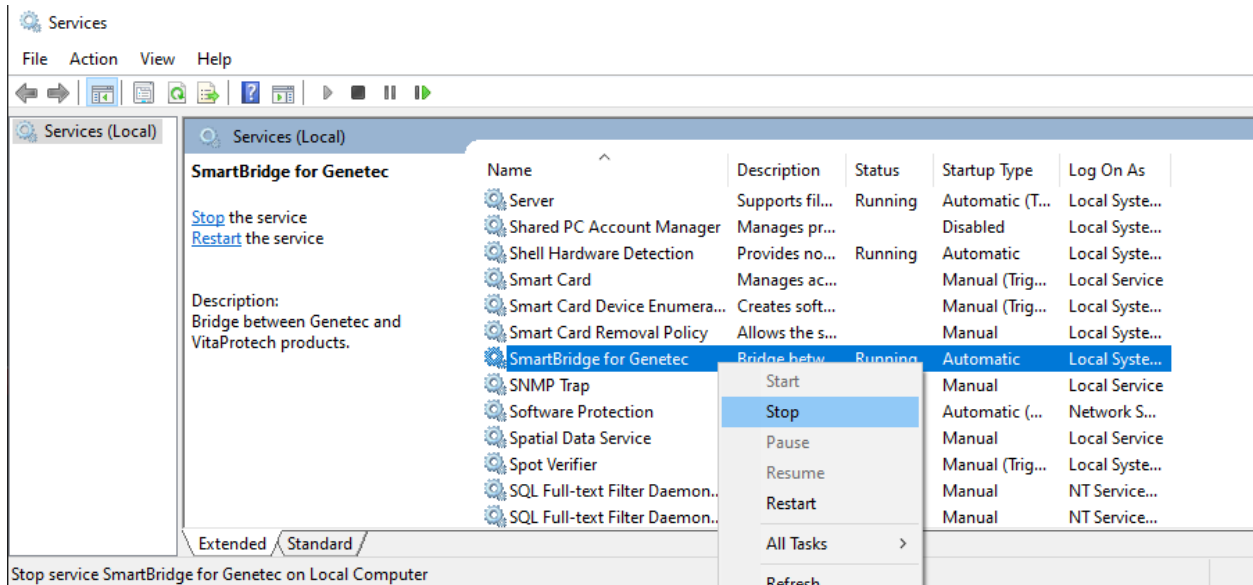 Services
File Action View Help
Services (Local)
Services (Local)
SmartBridge for Genetec
Stop the service
Restart the service
Description:
Bridge between Genetec and
VitaProtech products.
Name Description Status Startup Type Log On As
Server Supports fil... Running Automatic (T... Local Syste...
Shared PC Account Manager Manages pr... Disabled Local Syste...
Shell Hardware Detection Provides no... Running Automatic Local Syste...
Smart Card Manages ac... Manual (Trig... Local Service
Smart Card Device Enumera... Creates soft... Manual (Trig... Local Syste...
Smart Card Removal Policy Allows the s... Manual Local Syste...
SmartBridge for Genetec Bridge betw... Running Automatic Local Syste...
SNMP Trap Manual Local Service
Software Protection Automatic (... Network S...
Spatial Data Service Manual Local Service
Spot Verifier Manual (Trig... Local Syste...
SQL Full-text Filter Daemon.. Manual NT Service...
SQL Full-text Filter Daemon.. Manual NT Service...
Start
Stop
Pause
Resume
Restart
All Tasks >
Refresh
Extended Standard
Stop service SmartBridge for Genetec on Local Computer